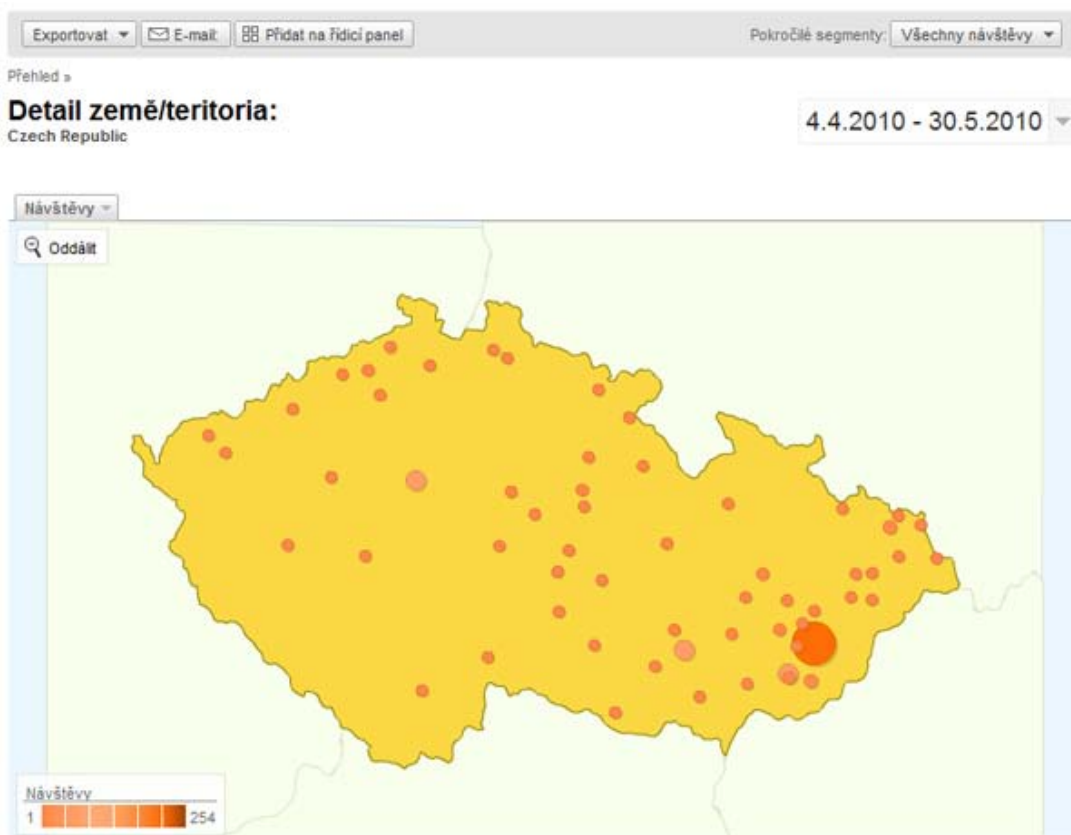 Exportovat E-mail Přidat na řídicí panel Pokročilé segmenty: Všechny návštěvy
Přehled »
Detail země/teritoria:
Czech Republic
4.4.2010 - 30.5.2010
Návštěvy
Oddálit
Návštěvy
1 254